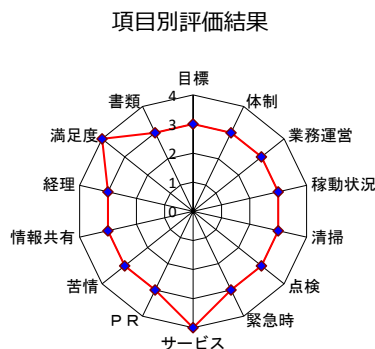 項目別評価結果
目標
体制
業務運営
稼動状況
清掃
点検
緊急時
サービス
ＰＲ
苦情
情報共有
経理
満足度
書類
4
3
2
1
0